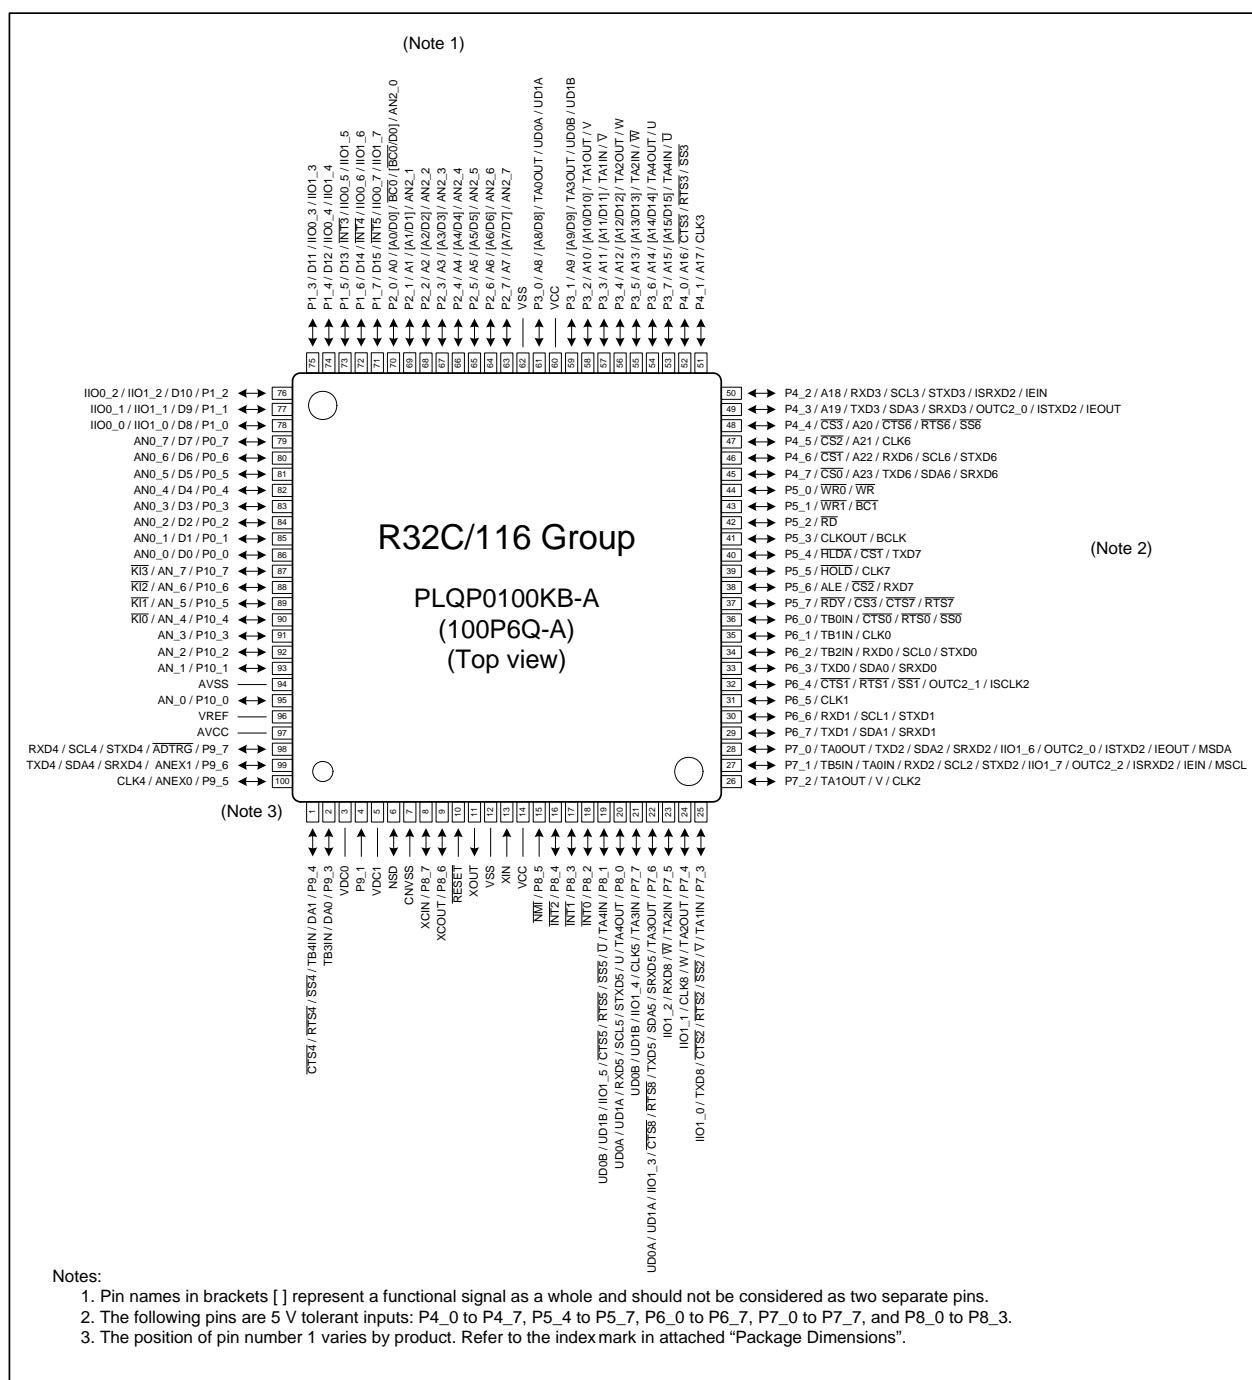 (Note 1)
P1_3 / D11 / IIO0_3 / IIO1_3
P1_4 / D12 / IIO0_4 / IIO1_4
P1_5 / D13 / INT3 / IIO0_5 / IIO1_5
P1_6 / D14 / INT4 / IIO0_6 / IIO1_6
P1_7 / D15 / INT5 / IIO0_7 / IIO1_7
P2_0 / A0 / [A0/D0] / BC0 / [BC0/D0] / AN2_0
P2_1 / A1 / [A1/D1] / AN2_1
P2_2 / A2 / [A2/D2] / AN2_2
P2_3 / A3 / [A3/D3] / AN2_3
P2_4 / A4 / [A4/D4] / AN2_4
P2_5 / A5 / [A5/D5] / AN2_5
P2_6 / A6 / [A6/D6] / AN2_6
P2_7 / A7 / [A7/D7] / AN2_7
VSS
P3_0 / A8 / [A8/D8] / TA0OUT / UD0A / UD1A
VCC
P3_1 / A9 / [A9/D9] / TA3OUT / UD0B / UD1B
P3_2 / A10 / [A10/D10] / TA1OUT / V
P3_3 / A11 / [A11/D11] / TA1IN / V
P3_4 / A12 / [A12/D12] / TA2OUT / W
P3_5 / A13 / [A13/D13] / TA2IN / W
P3_6 / A14 / [A14/D14] / TA4OUT / U
P3_7 / A15 / [A15/D15] / TA4IN / U
P4_0 / A16 / CTS3 / RTS3 / SS3
P4_1 / A17 / CLK3
75 74 73 72 71 70 69 68 67 66 65 64 63 62 61 60 59 58 57 56 55 54 53 52 51
IIO0_2 / IIO1_2 / D10 / P1_2 76
IIO0_1 / IIO1_1 / D9 / P1_1 77
IIO0_0 / IIO1_0 / D8 / P1_0 78
AN0_7 / D7 / P0_7 79
AN0_6 / D6 / P0_6 80
AN0_5 / D5 / P0_5 81
AN0_4 / D4 / P0_4 82
AN0_3 / D3 / P0_3 83
AN0_2 / D2 / P0_2 84
AN0_1 / D1 / P0_1 85
AN0_0 / D0 / P0_0 86
KI3 / AN_7 / P10_7 87
KI2 / AN_6 / P10_6 88
KI1 / AN_5 / P10_5 89
KI0 / AN_4 / P10_4 90
AN_3 / P10_3 91
AN_2 / P10_2 92
AN_1 / P10_1 93
AVSS 94
AN_0 / P10_0 95
VREF 96
AVCC 97
RXD4 / SCL4 / STXD4 / ADTRG / P9_7 98
TXD4 / SDA4 / SRXD4 / ANEX1 / P9_6 99
CLK4 / ANEX0 / P9_5 100
R32C/116 Group
PLQP0100KB-A
(100P6Q-A)
(Top view)
50 P4_2 / A18 / RXD3 / SCL3 / STXD3 / ISRXD2 / IEIN
49 P4_3 / A19 / TXD3 / SDA3 / SRXD3 / OUTC2_0 / ISTXD2 / IEOUT
48 P4_4 / CS3 / A20 / CTS6 / RTS6 / SS6
47 P4_5 / CS2 / A21 / CLK6
46 P4_6 / CS1 / A22 / RXD6 / SCL6 / STXD6
45 P4_7 / CS0 / A23 / TXD6 / SDA6 / SRXD6
44 P5_0 / WR0 / WR
43 P5_1 / WR1 / BC1
42 P5_2 / RD
41 P5_3 / CLKOUT / BCLK
40 P5_4 / HLDA / CS1 / TXD7
39 P5_5 / HOLD / CLK7
38 P5_6 / ALE / CS2 / RXD7
37 P5_7 / RDY / CS3 / CTS7 / RTS7
36 P6_0 / TB0IN / CTS0 / RTS0 / SS0
35 P6_1 / TB1IN / CLK0
34 P6_2 / TB2IN / RXD0 / SCL0 / STXD0
33 P6_3 / TXD0 / SDA0 / SRXD0
32 P6_4 / CTS1 / RTS1 / SS1 / OUTC2_1 / ISCLK2
31 P6_5 / CLK1
30 P6_6 / RXD1 / SCL1 / STXD1
29 P6_7 / TXD1 / SDA1 / SRXD1
28 P7_0 / TA0OUT / TXD2 / SDA2 / SRXD2 / IIO1_6 / OUTC2_0 / ISTXD2 / IEOUT / MSDA
27 P7_1 / TB5IN / TA0IN / RXD2 / SCL2 / STXD2 / IIO1_7 / OUTC2_2 / ISRXD2 / IEIN / MSCL
26 P7_2 / TA1OUT / V / CLK2
(Note 2)
(Note 3)
1 2 3 4 5 6 7 8 9 10 11 12 13 14 15 16 17 18 19 20 21 22 23 24 25
CTS4 / RTS4 / SS4 / TB4IN / DA1 / P9_4
TB3IN / DA0 / P9_3
VDC0
P9_1
VDC1
NSD
CNVSS
XCIN / P8_7
XCOUT / P8_6
RESET
XOUT
VSS
XIN
VCC
NMI / P8_5
INT2 / P8_4
INT1 / P8_3
INT0 / P8_2
UD0B / UD1B / IIO1_5 / CTS5 / RTS5 / SS5 / U / TA4IN / P8_1
UD0A / UD1A / RXD5 / SCL5 / STXD5 / U / TA4OUT / P8_0
UD0B / UD1B / IIO1_4 / CLK5 / TA3IN / P7_7
UD0A / UD1A / IIO1_3 / CTS8 / RTS8 / TXD5 / SDA5 / SRXD5 / TA3OUT / P7_6
IIO1_2 / RXD8 / W / TA2IN / P7_5
IIO1_1 / CLK8 / W / TA2OUT / P7_4
IIO1_0 / TXD8 / CTS2 / RTS2 / SS2 / V / TA1IN / P7_3
Notes:
1. Pin names in brackets [ ] represent a functional signal as a whole and should not be considered as two separate pins.
2. The following pins are 5 V tolerant inputs: P4_0 to P4_7, P5_4 to P5_7, P6_0 to P6_7, P7_0 to P7_7, and P8_0 to P8_3.
3. The position of pin number 1 varies by product. Refer to the index mark in attached “Package Dimensions”.